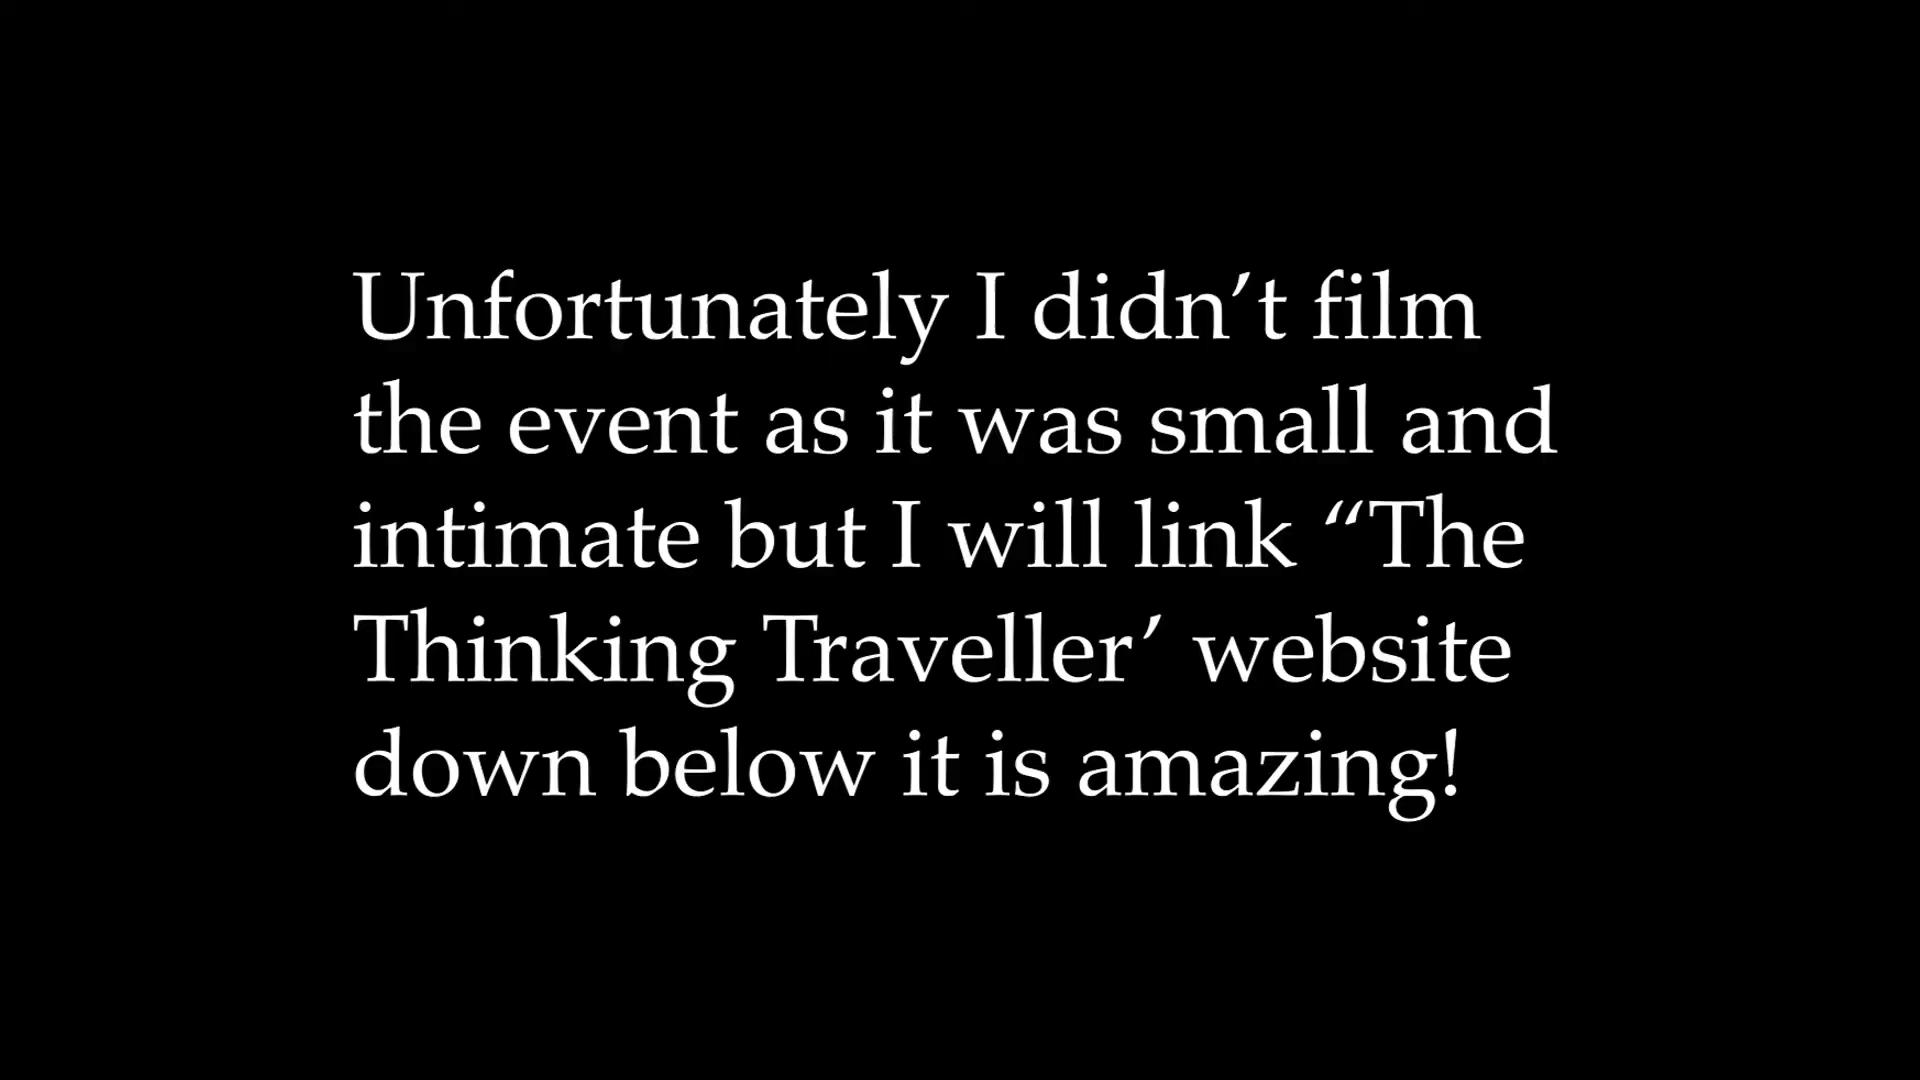 Unfortunately I didn’t film
the event as it was small and
intimate but I will link “The
Thinking Traveller’ website
down below it is amazing!